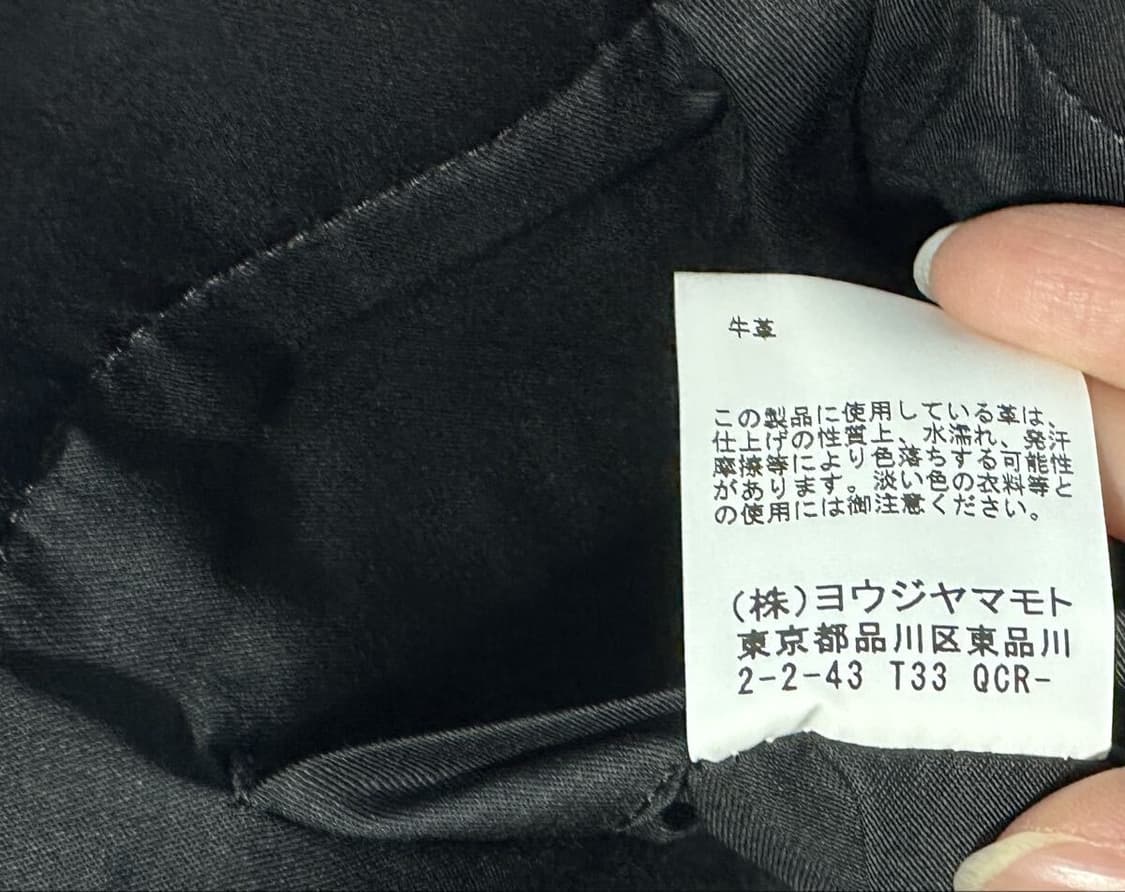 牛革
この製品に使用している革は、
仕上げの性質上、水濡れ、発汗
摩擦等により色落ちする可能性
があります。淡い色の衣料等と
の使用には御注意ください。
(株)ヨウジヤマモト
東京都品川区東品川
2-2-43 T33 QCR-